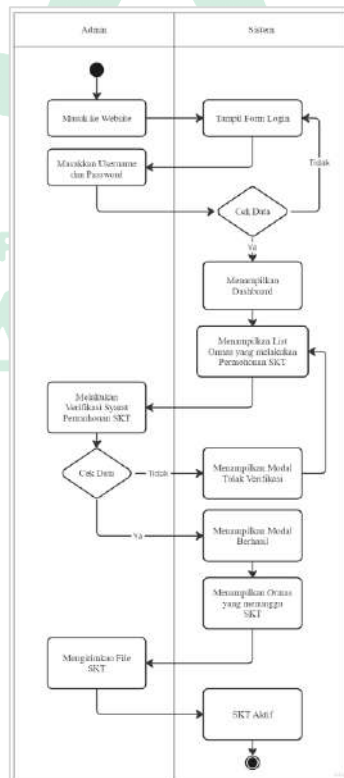 Admin
Sistem
Masuk ke Website
Tampil Form Login
Masukkan Username
dan Password
Tidak
Cek Data
Ya
Menampilkan
Dashboard
Menampilkan List
Ormas yang melakukan
Permohonan SKT
Melakukan
Verifikasi Syarat
Permohonan SKT
Cek Data
Tidak
Menampilkan Modal
Tidak Verifikasi
Ya
Menampilkan Modal
Berhasil
Menampilkan Ormas
yang menunggu
SKT
Mengirimkan File
SKT
SKT Aktif